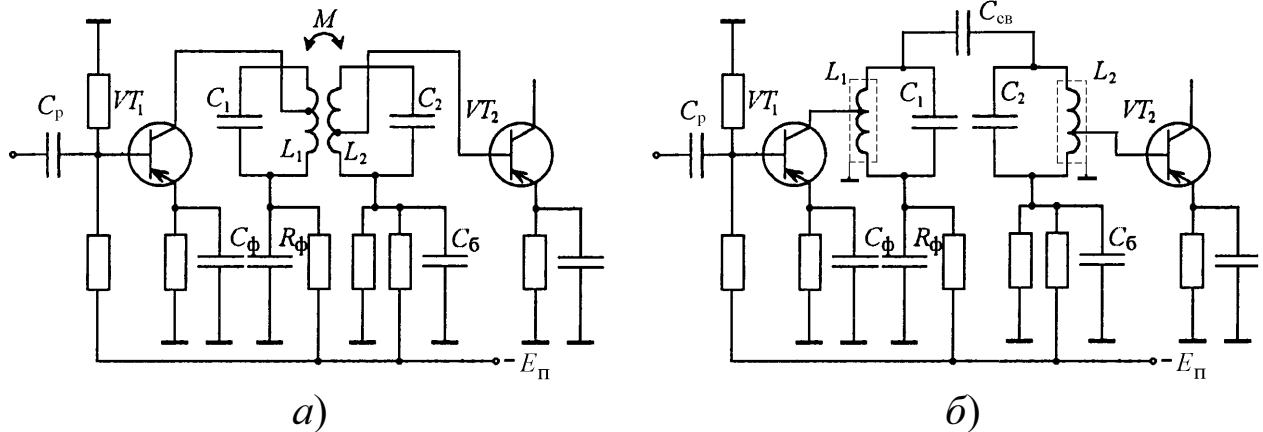 M
C₁
C₂
Cр
VT₁
VT₂
L₁
L₂
Cф
Rф
Cб
– Eп
а)
Cсв
L₁
L₂
Cр
VT₁
C₁
C₂
VT₂
Cф
Rф
Cб
– Eп
б)